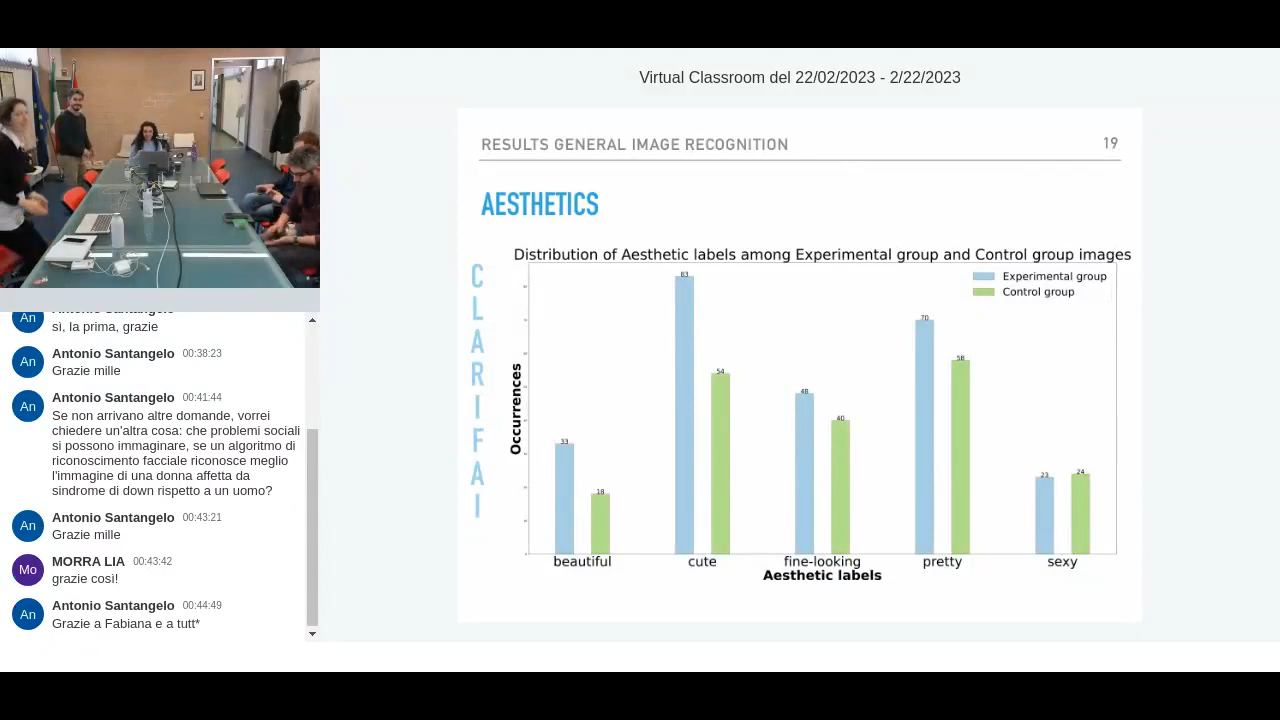 Virtual Classroom del 22/02/2023 - 2/22/2023
RESULTS GENERAL IMAGE RECOGNITION 19
AESTHETICS
CLARIFAI
Distribution of Aesthetic labels among Experimental group and Control group images
Experimental group
Control group
Occurrences
33 18 83 54 48 40 70 58 23 24
beautiful cute fine-looking pretty sexy
Aesthetic labels
An
sì, la prima, grazie
An Antonio Santangelo 00:38:23
Grazie mille
An Antonio Santangelo 00:41:44
Se non arrivano altre domande, vorrei
chiedere un'altra cosa: che problemi sociali
si possono immaginare, se un algoritmo di
riconoscimento facciale riconosce meglio
l'immagine di una donna affetta da
sindrome di down rispetto a un uomo?
An Antonio Santangelo 00:43:21
Grazie mille
Mo MORRA LIA 00:43:42
grazie così!
An Antonio Santangelo 00:44:49
Grazie a Fabiana e a tutt*